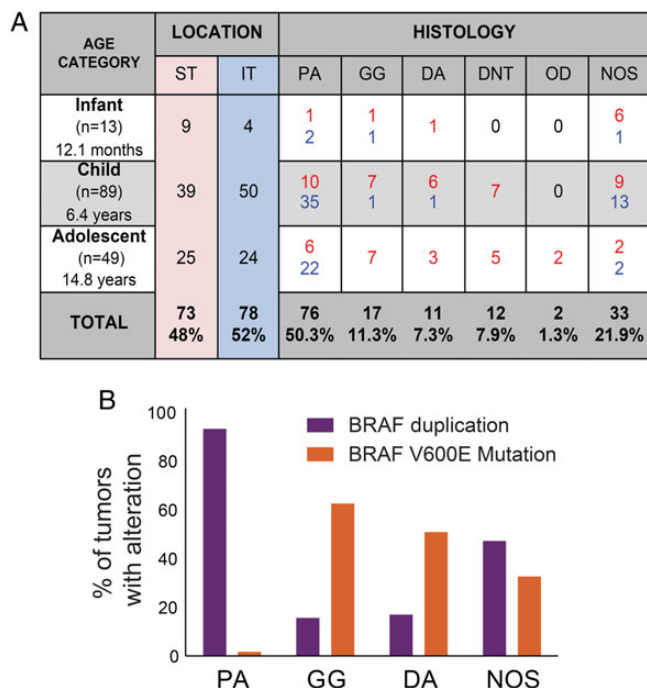 A
AGE CATEGORY LOCATION HISTOLOGY
ST IT PA GG DA DNT OD NOS
Infant
(n=13)
12.1 months
9 4
1 1 1 0 0 6
2 1 1
Child
(n=89)
6.4 years
39 50
10 7 6 7 0 9
35 1 1 13
Adolescent
(n=49)
14.8 years
25 24
6 7 3 5 2 2
22 2
TOTAL
73 78 76 17 11 12 2 33
48% 52% 50.3% 11.3% 7.3% 7.9% 1.3% 21.9%
B
BRAF duplication
BRAF V600E Mutation
% of tumors
with alteration
100
80
60
40
20
0
PA GG DA NOS